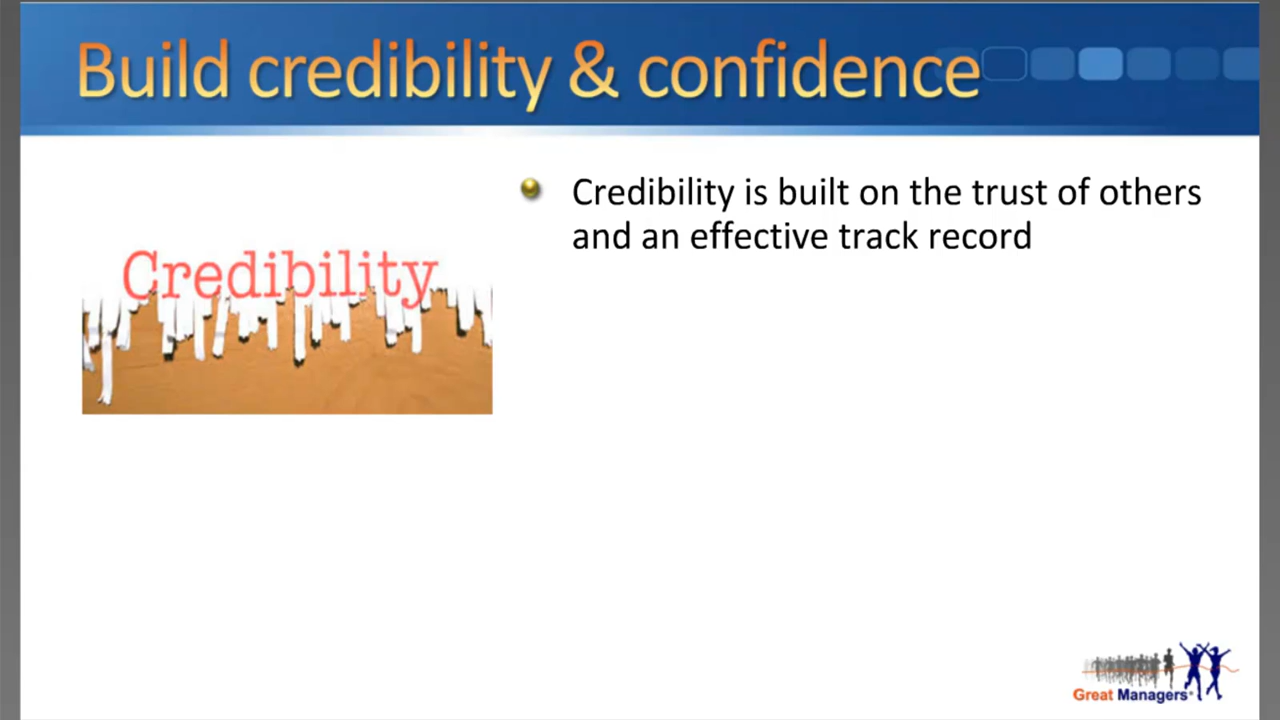 Build credibility & confidence
Credibility is built on the trust of others
and an effective track record
Credibility
Great Managers